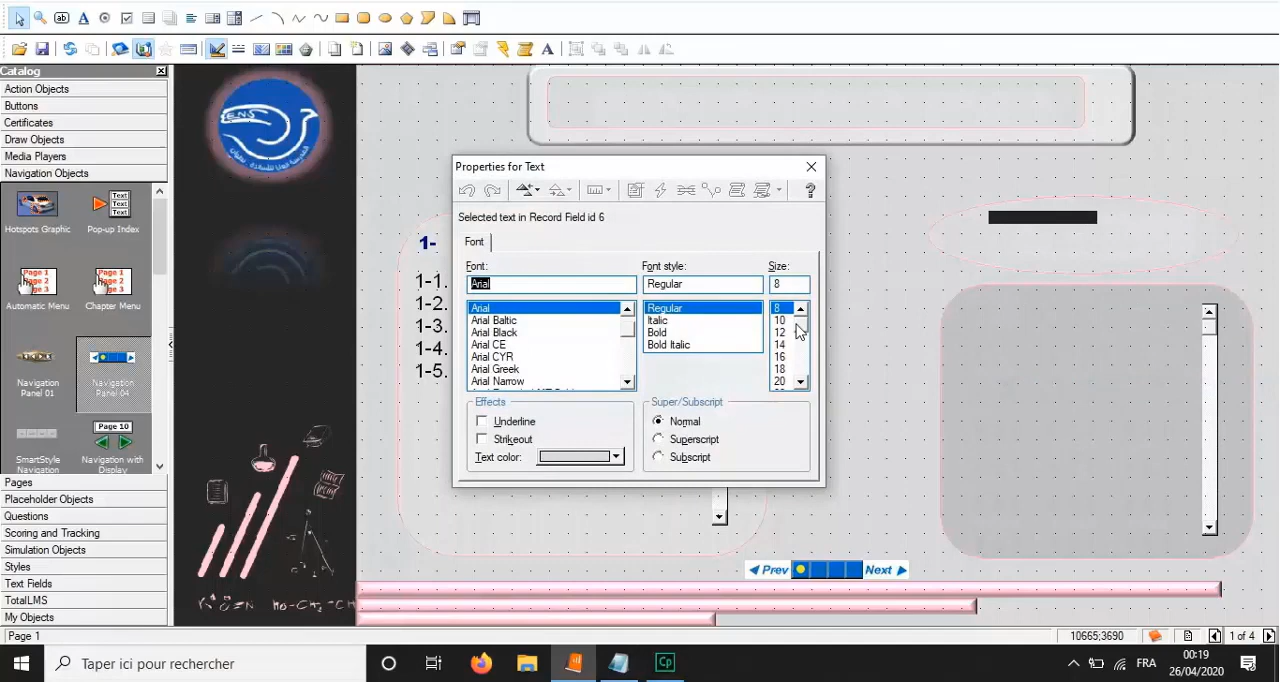 Catalog
Action Objects
Buttons
Certificates
Draw Objects
Media Players
Navigation Objects
Hotspots Graphic
Text
Text
Text
Pop-up Index
Page 1
Page 2
Page 3
Automatic Menu
Page 1
Page 2
Page 3
Chapter Menu
Navigation Panel 01
Navigation Panel 04
SmartStyle Navigation
Page 10
Navigation with Display
Pages
Placeholder Objects
Questions
Scoring and Tracking
Simulation Objects
Styles
Text Fields
TotalLMS
My Objects
ENS
1-
1-1.
1-2.
1-3.
1-4.
1-5.
Properties for Text
Selected text in Record Field id 6
Font
Font:
Font style:
Size:
Arial
Regular
8
Arial
Arial Baltic
Arial Black
Arial CE
Arial CYR
Arial Greek
Arial Narrow
Regular
Italic
Bold
Bold Italic
8
10
12
14
16
18
20
Effects
Underline
Strikeout
Text color:
Super/Subscript
Normal
Superscript
Subscript
Prev
Next
Page 1
10665;3690
1 of 4
Taper ici pour rechercher
Cp
FRA
00:19
26/04/2020